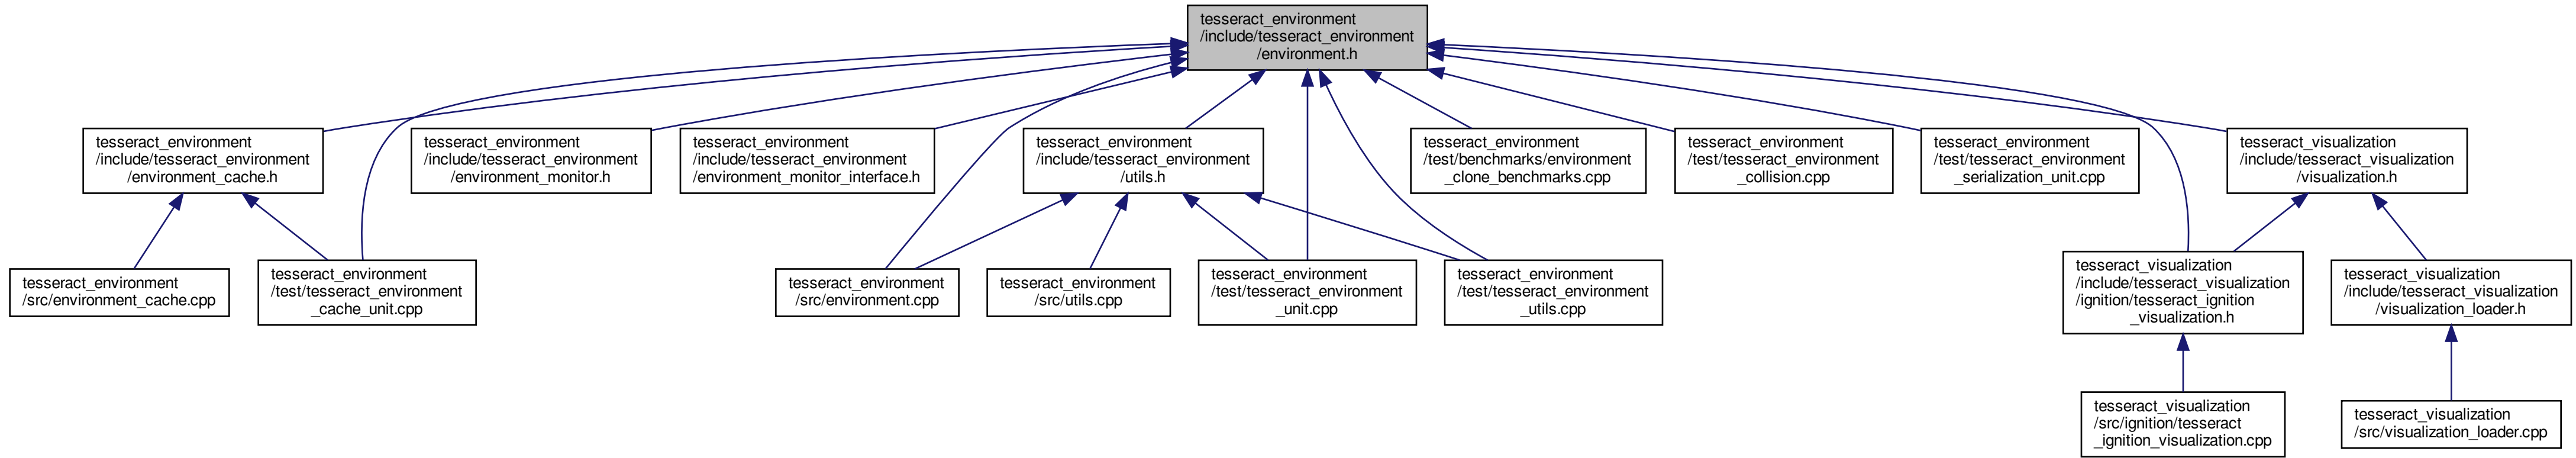 tesseract_environment
/include/tesseract_environment
/environment.h
tesseract_environment
/include/tesseract_environment
/environment_cache.h
tesseract_environment
/include/tesseract_environment
/environment_monitor.h
tesseract_environment
/include/tesseract_environment
/environment_monitor_interface.h
tesseract_environment
/include/tesseract_environment
/utils.h
tesseract_environment
/test/benchmarks/environment
_clone_benchmarks.cpp
tesseract_environment
/test/tesseract_environment
_collision.cpp
tesseract_environment
/test/tesseract_environment
_serialization_unit.cpp
tesseract_visualization
/include/tesseract_visualization
/visualization.h
tesseract_environment
/src/environment_cache.cpp
tesseract_environment
/test/tesseract_environment
_cache_unit.cpp
tesseract_environment
/src/environment.cpp
tesseract_environment
/src/utils.cpp
tesseract_environment
/test/tesseract_environment
_unit.cpp
tesseract_environment
/test/tesseract_environment
_utils.cpp
tesseract_visualization
/include/tesseract_visualization
/ignition/tesseract_ignition
_visualization.h
tesseract_visualization
/include/tesseract_visualization
/visualization_loader.h
tesseract_visualization
/src/ignition/tesseract
_ignition_visualization.cpp
tesseract_visualization
/src/visualization_loader.cpp